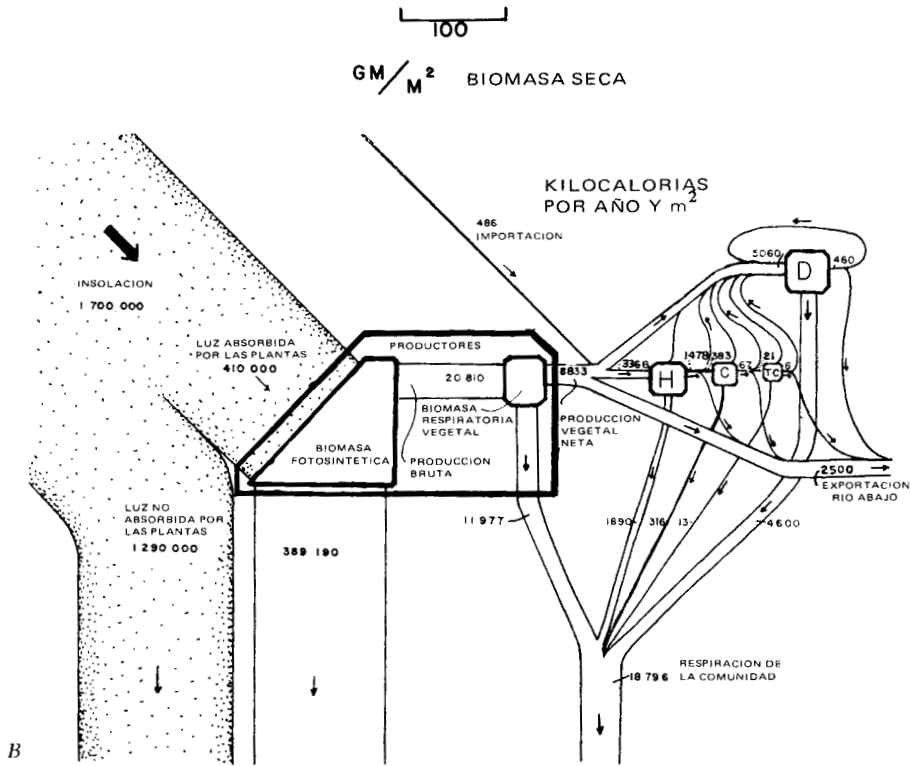 100
GM/M² BIOMASA SECA
KILOCALORIAS
POR AÑO Y m²
486
IMPORTACION
5060
D
460
INSOLACION
1 700 000
LUZ ABSORBIDA
POR LAS PLANTAS
410 000
PRODUCTORES
20 810
8833
3368
H
1478
383
C
67
21
TC
6
BIOMASA
RESPIRATORIA
VEGETAL
PRODUCCION
VEGETAL
NETA
BIOMASA
FOTOSINTETICA
PRODUCCION
BRUTA
2500
EXPORTACION
RIO ABAJO
LUZ NO
ABSORBIDA POR
LAS PLANTAS
1 290 000
389 190
11 977
1890
316
13
4600
RESPIRACION DE
LA COMUNIDAD
18 796
B